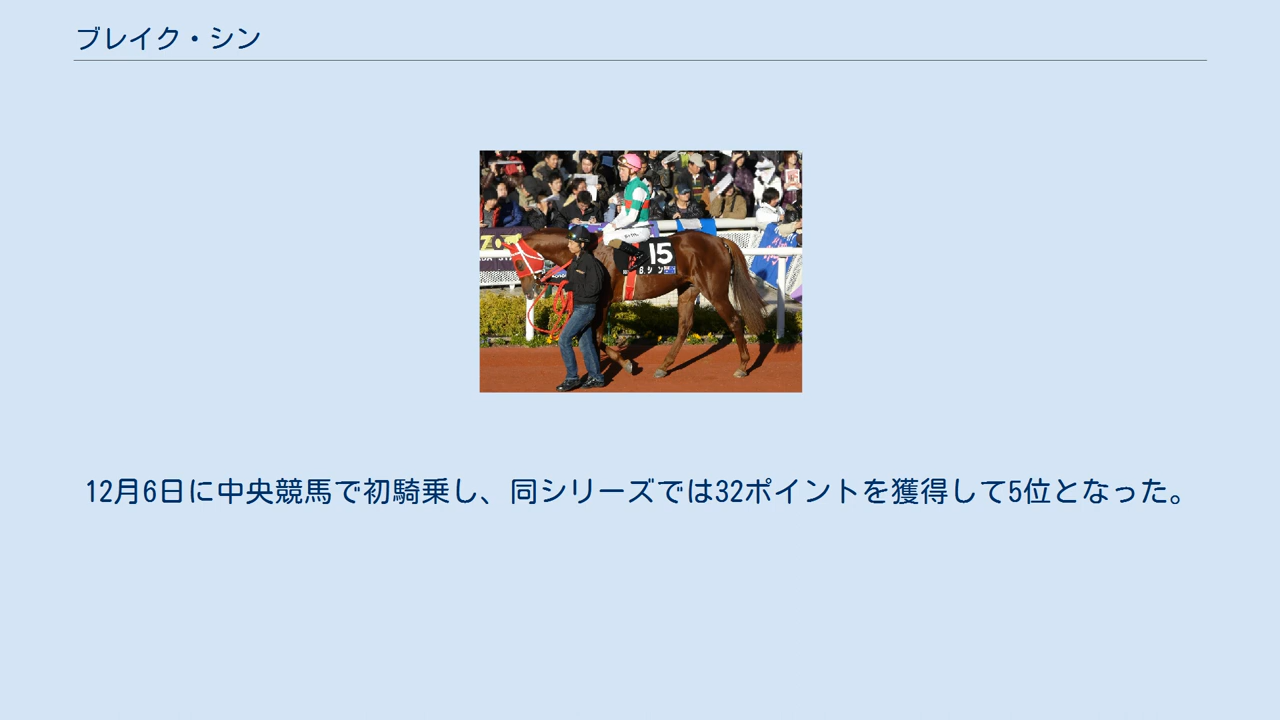 ブレイク・シン
15
12月6日に中央競馬で初騎乗し、同シリーズでは32ポイントを獲得して5位となった。